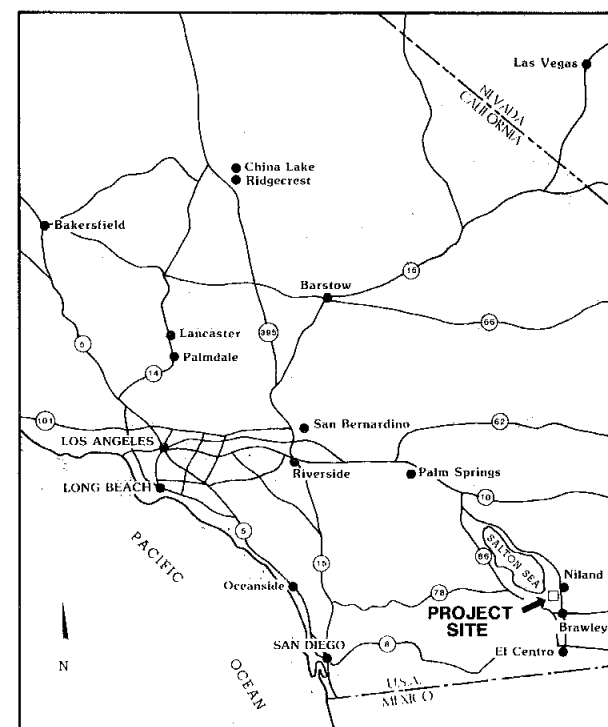 Las Vegas
NEVADA
CALIFORNIA
China Lake
Ridgecrest
Bakersfield
15
Barstow
66
395
Lancaster
5
Palmdale
14
101
San Bernardino
62
LOS ANGELES
Riverside
Palm Springs
LONG BEACH
10
5
SALTON SEA
PACIFIC
86
15
Niland
Oceanside
78
PROJECT
SITE
Brawley
SAN DIEGO
8
El Centro
N
U.S.A.
MEXICO
OCEAN